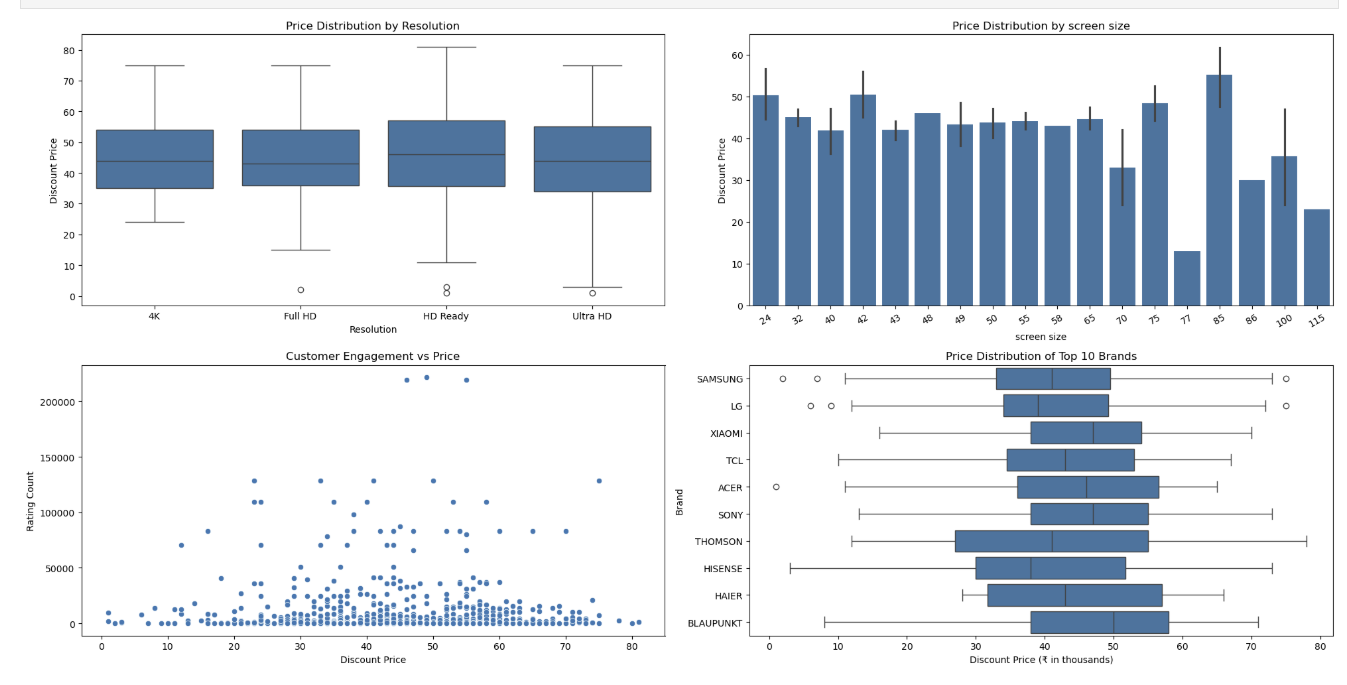 Price Distribution by Resolution
Discount Price
80
70
60
50
40
30
20
10
0
4K Full HD HD Ready Ultra HD
Resolution
Price Distribution by screen size
Discount Price
60
50
40
30
20
10
0
24 32 40 42 43 48 49 50 55 58 65 70 75 77 85 86 100 115
screen size
Customer Engagement vs Price
Rating Count
200000
150000
100000
50000
0
0 10 20 30 40 50 60 70 80
Discount Price
Price Distribution of Top 10 Brands
Brand
SAMSUNG
LG
XIAOMI
TCL
ACER
SONY
THOMSON
HISENSE
HAIER
BLAUPUNKT
0 10 20 30 40 50 60 70 80
Discount Price (₹ in thousands)